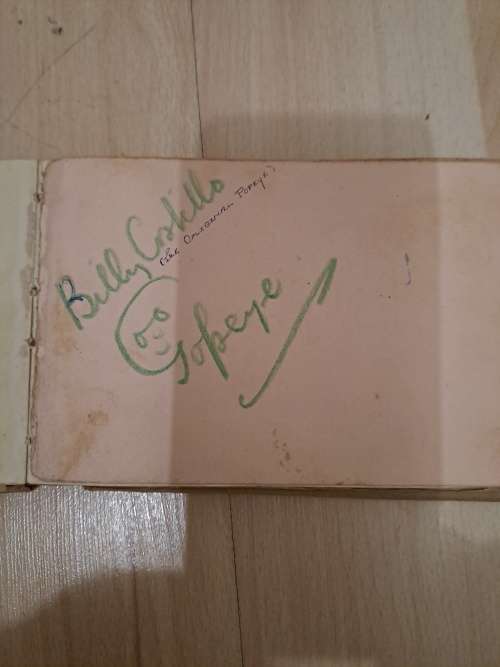 Billy Costello
(THE ORIGINAL POPEYE)
Popeye